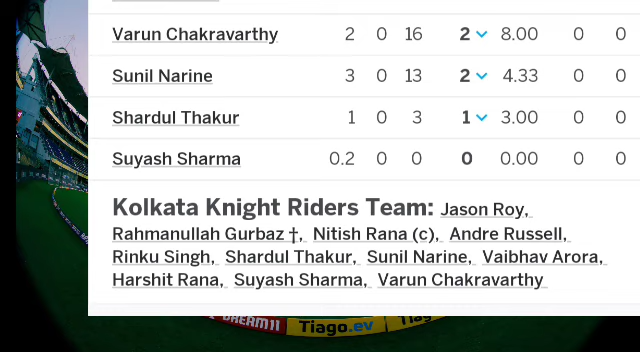 Varun Chakravarthy 2 0 16 2 8.00 0 0
Sunil Narine 3 0 13 2 4.33 0 0
Shardul Thakur 1 0 3 1 3.00 0 0
Suyash Sharma 0.2 0 0 0 0.00 0 0
Kolkata Knight Riders Team: Jason Roy,
Rahmanullah Gurbaz †, Nitish Rana (c), Andre Russell,
Rinku Singh, Shardul Thakur, Sunil Narine, Vaibhav Arora,
Harshit Rana, Suyash Sharma, Varun Chakravarthy
DREAM11 Tiago.ev Tiag